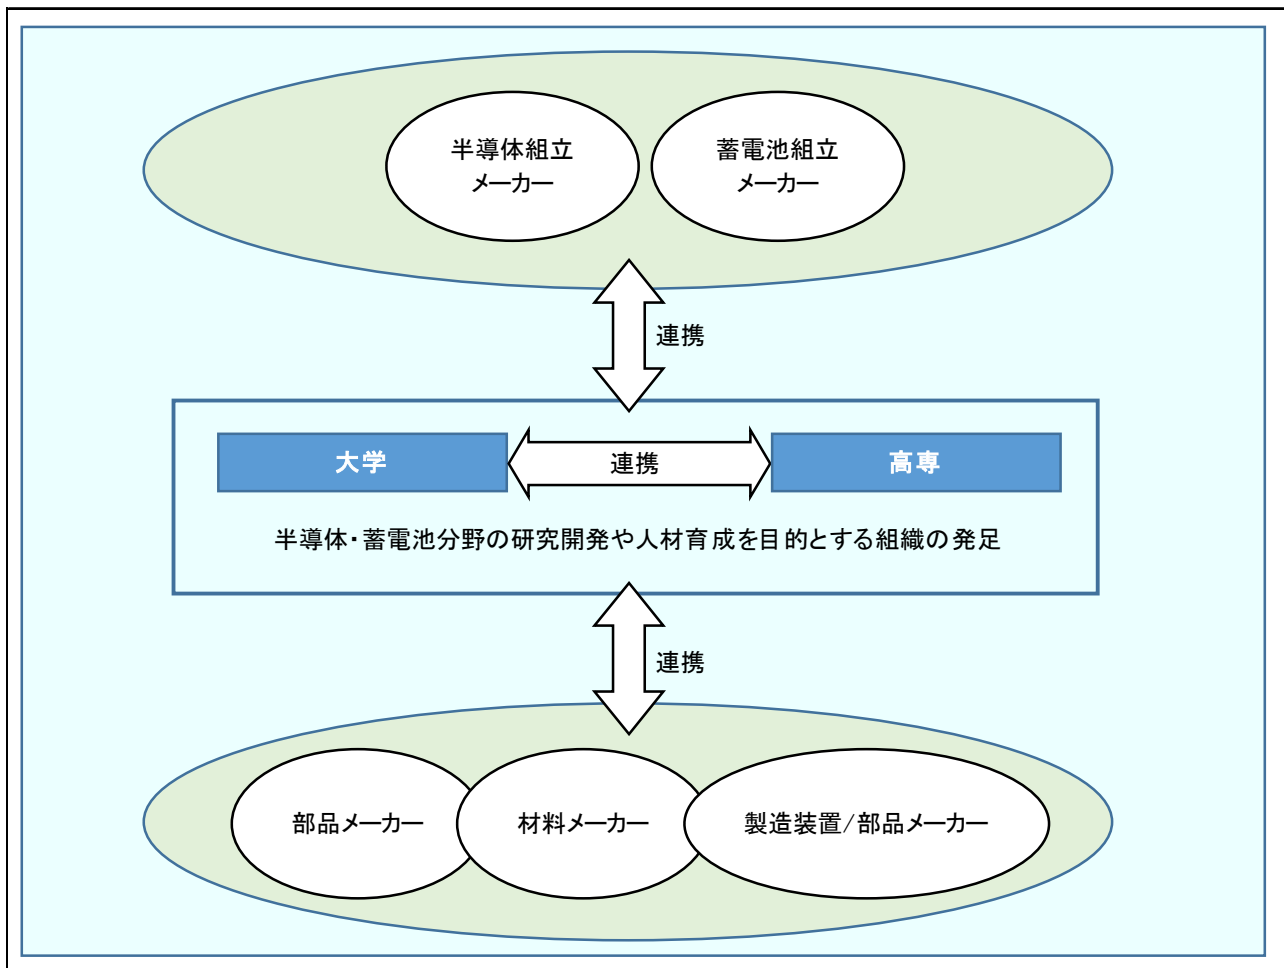 半導体組立
メーカー
蓄電池組立
メーカー
連携
大学
連携
高専
半導体・蓄電池分野の研究開発や人材育成を目的とする組織の発足
連携
部品メーカー
材料メーカー
製造装置/部品メーカー